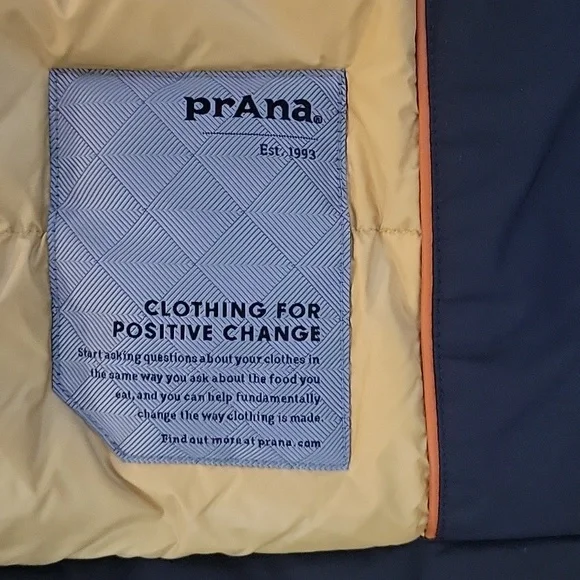 prAna®
Est. 1993
CLOTHING FOR
POSITIVE CHANGE
Start asking questions about your clothes in
the same way you ask about the food you
eat, and you can help fundamentally
change the way clothing is made.
Find out more at prana.com